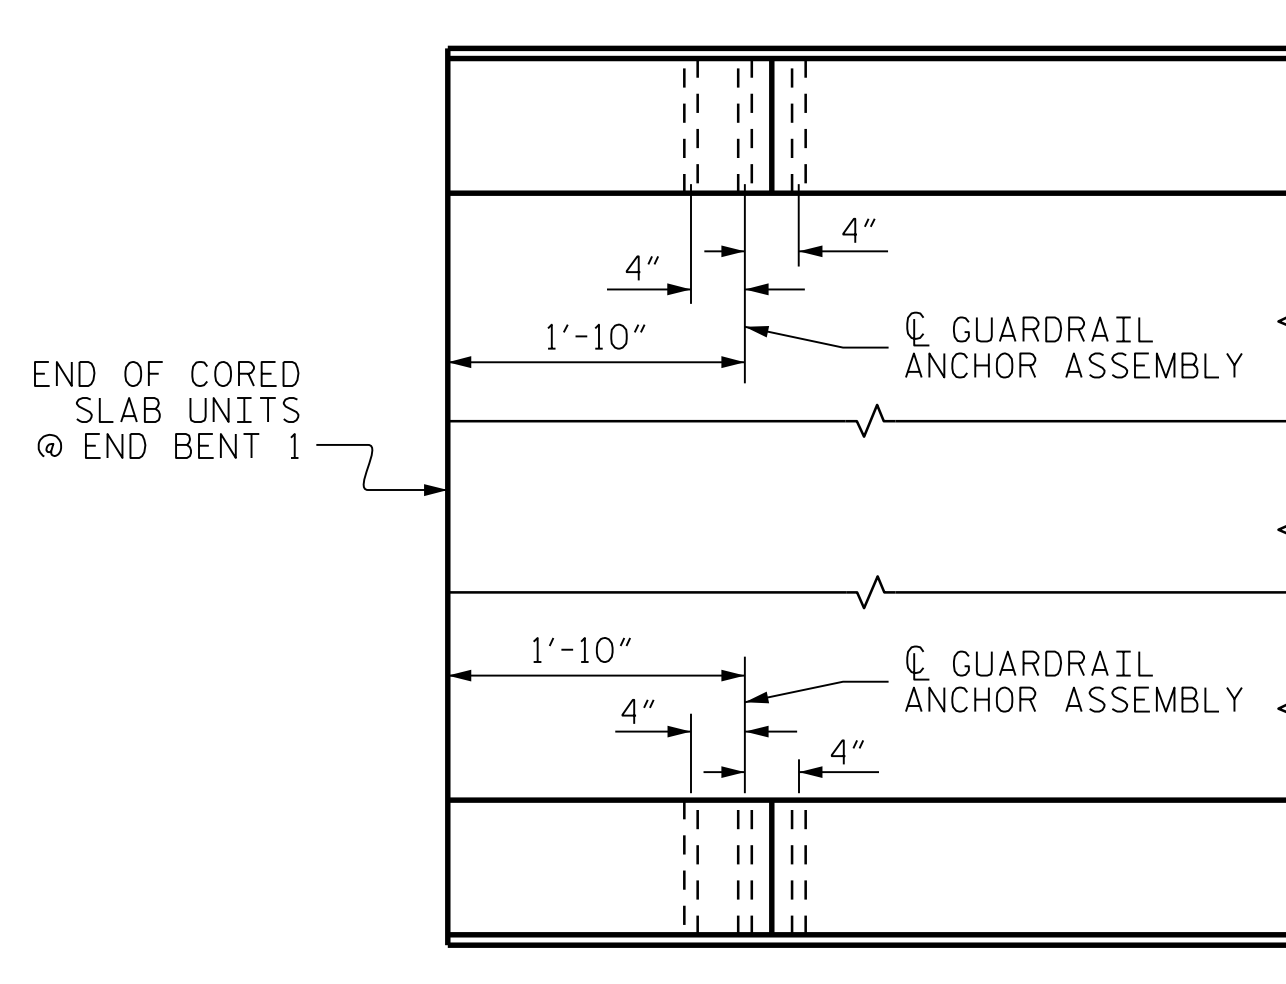 4"
4"
℄ GUARDRAIL
ANCHOR ASSEMBLY
1'-10"
END OF CORED
SLAB UNITS
@ END BENT 1
1'-10"
℄ GUARDRAIL
ANCHOR ASSEMBLY
4"
4"